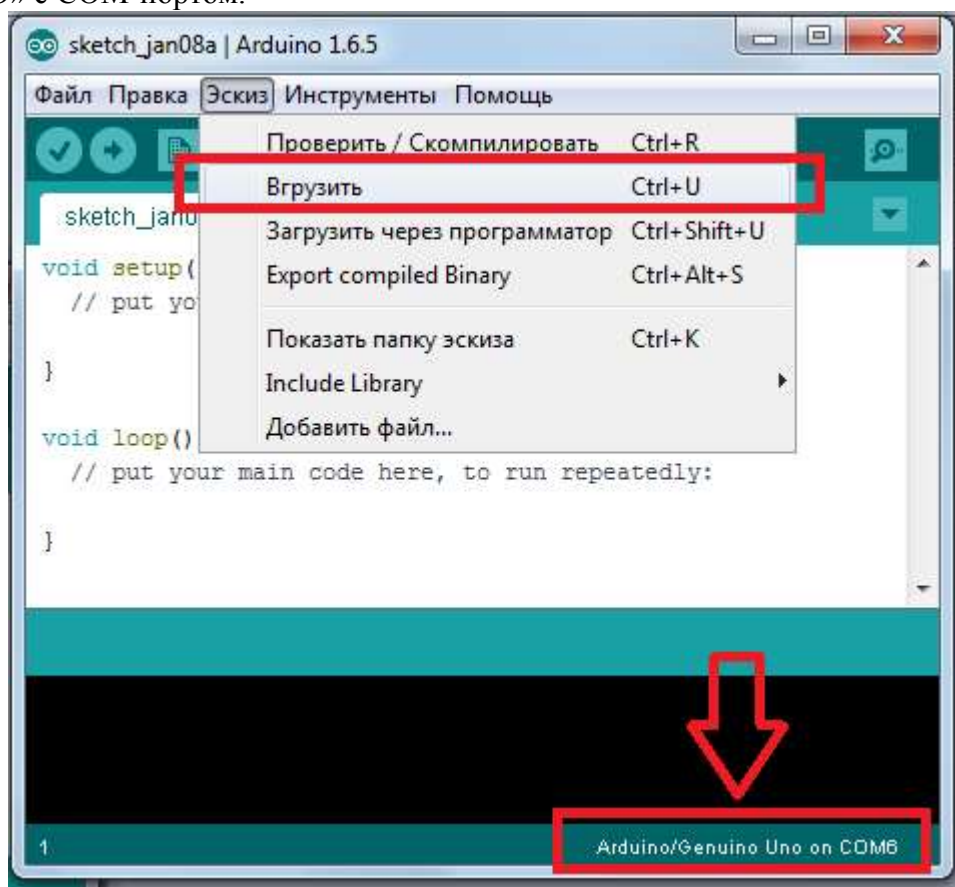 с COM-портом.
sketch_jan08a | Arduino 1.6.5
Файл Правка Эскиз Инструменты Помощь
Проверить / Скомпилировать Ctrl+R
Вгрузить Ctrl+U
sketch_jan0
Загрузить через программатор Ctrl+Shift+U
void setup(
Export compiled Binary Ctrl+Alt+S
// put yo
Показать папку эскиза Ctrl+K
}
Include Library
Добавить файл...
void loop()
// put your main code here, to run repeatedly:
}
1 Arduino/Genuino Uno on COM6